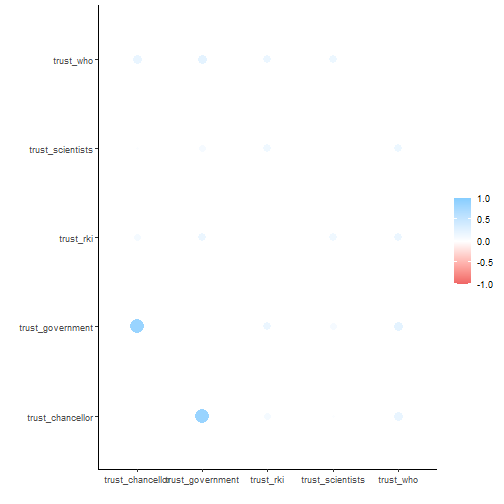 trust_who
trust_scientists
trust_rki
trust_government
trust_chancellor
1.0
0.5
0.0
-0.5
-1.0
trust_chancellor trust_government trust_rki trust_scientists trust_who